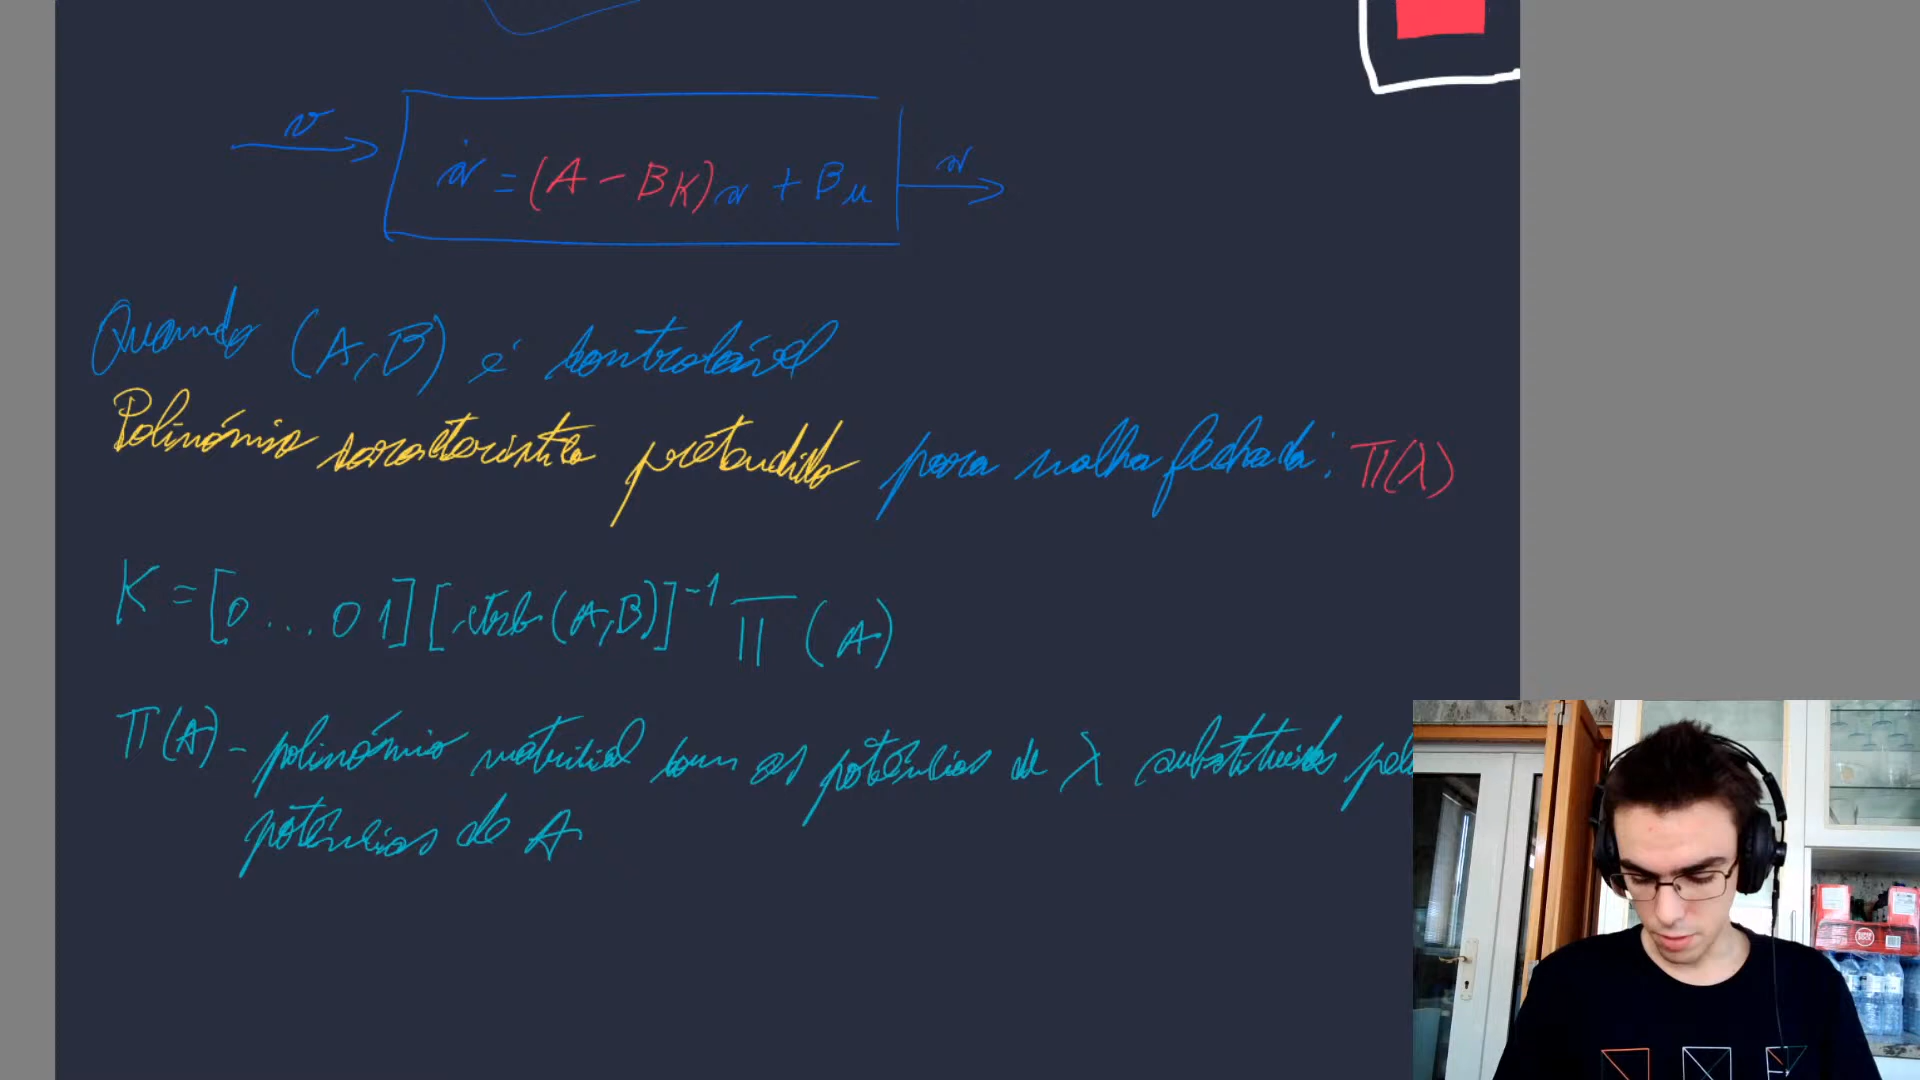 v
ẋ = (A - BK)x + Bu
x
Quando (A,B) é controlável
Polinómio característico pretendido para malha fechada: Π(λ)
K = [0 ... 0 1] [ctrb(A,B)]⁻¹ Π(A)
Π(A) - polinómio matricial com as potências de λ substituídas pel
potências de A